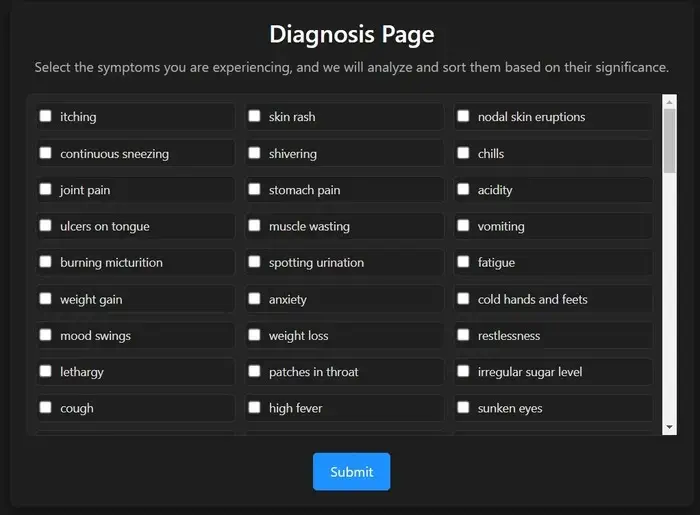 Diagnosis Page
Select the symptoms you are experiencing, and we will analyze and sort them based on their significance.
itching skin rash nodal skin eruptions
continuous sneezing shivering chills
joint pain stomach pain acidity
ulcers on tongue muscle wasting vomiting
burning micturition spotting urination fatigue
weight gain anxiety cold hands and feets
mood swings weight loss restlessness
lethargy patches in throat irregular sugar level
cough high fever sunken eyes
Submit